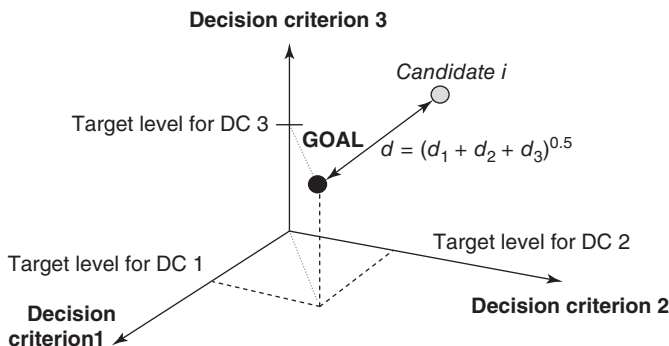 Decision criterion 3
Candidate i
Target level for DC 3
GOAL
d = (d₁ + d₂ + d₃)⁰·⁵
Target level for DC 2
Target level for DC 1
Decision criterion 2
Decision
criterion1